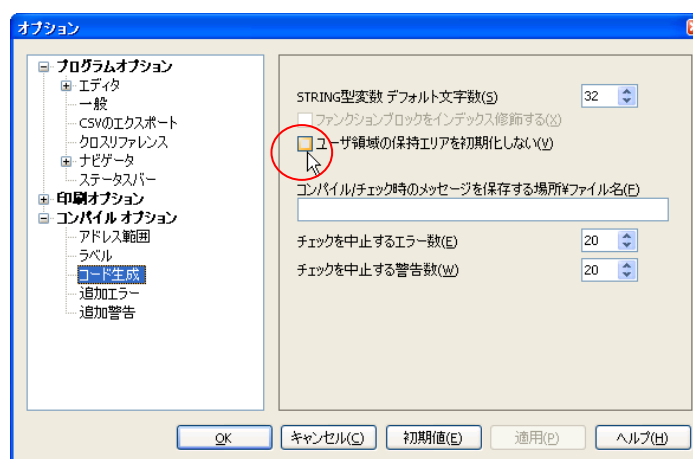 オプション
プログラムオプション
エディタ
一般
CSVのエクスポート
クロスリファレンス
ナビゲータ
ステータスバー
印刷オプション
コンパイル オプション
アドレス範囲
ラベル
コード生成
追加エラー
追加警告
STRING型変数 デフォルト文字数(S)
32
ファンクションブロックをインデックス修飾する(X)
ユーザ領域の保持エリアを初期化しない(V)
コンパイル/チェック時のメッセージを保存する場所¥ファイル名(F)
チェックを中止するエラー数(E)
20
チェックを中止する警告数(W)
20
OK
キャンセル(C)
初期値(E)
適用(P)
ヘルプ(H)